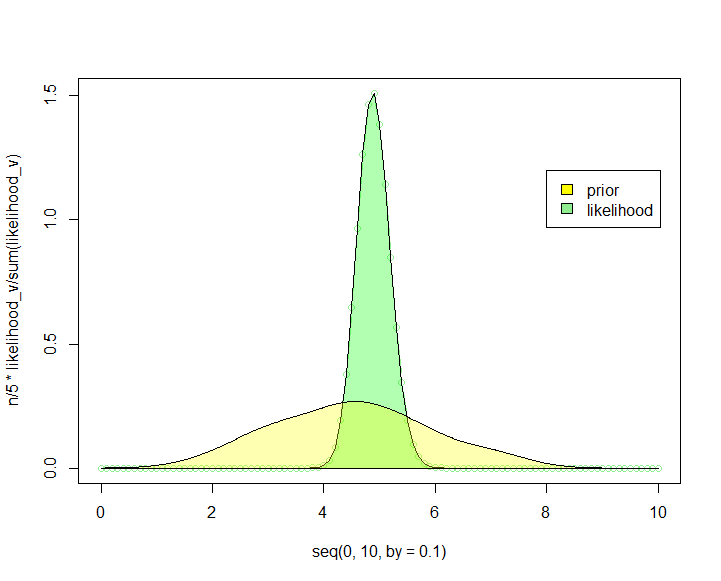 1.5
1.0
0.5
0.0
n/5 * likelihood_v/sum(likelihood_v)
prior
likelihood
0 2 4 6 8 10
seq(0, 10, by = 0.1)